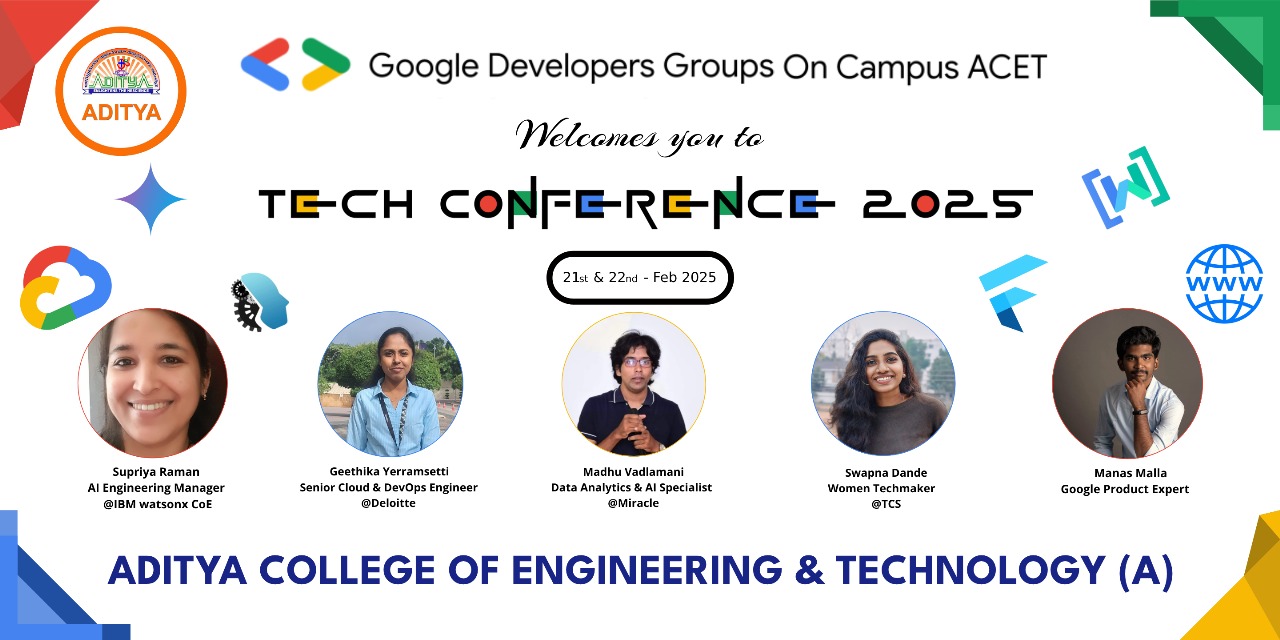 Google Developers Groups On Campus ACET
ADITYA
ADITYA
Welcomes you to
TECH CONFERENCE 2025
21st & 22nd - Feb 2025
WWW
Supriya Raman
AI Engineering Manager
@IBM watsonx CoE
Geethika Yerramsetti
Senior Cloud & DevOps Engineer
@Deloitte
Madhu Vadlamani
Data Analytics & AI Specialist
@Miracle
Swapna Dande
Women Techmaker
@TCS
Manas Malla
Google Product Expert
ADITYA COLLEGE OF ENGINEERING & TECHNOLOGY (A)